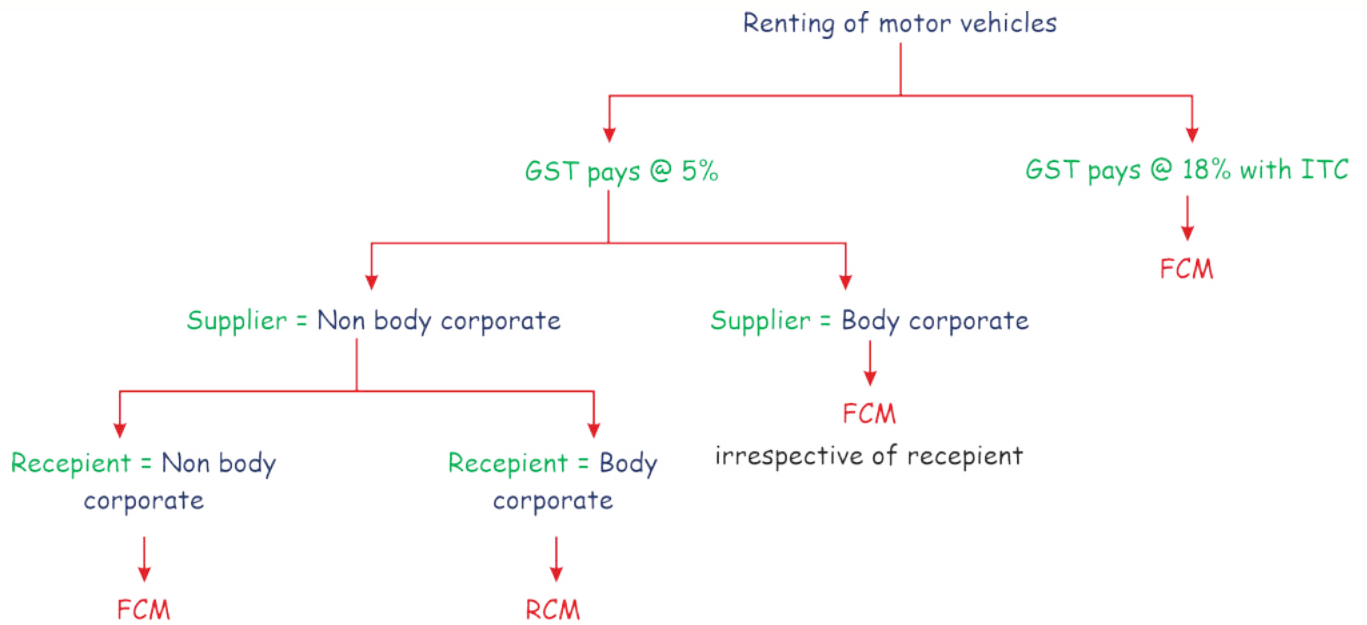 Renting of motor vehicles
GST pays @ 5%
GST pays @ 18% with ITC
FCM
Supplier = Non body corporate
Supplier = Body corporate
FCM
irrespective of recepient
Recepient = Non body
corporate
Recepient = Body
corporate
FCM
RCM